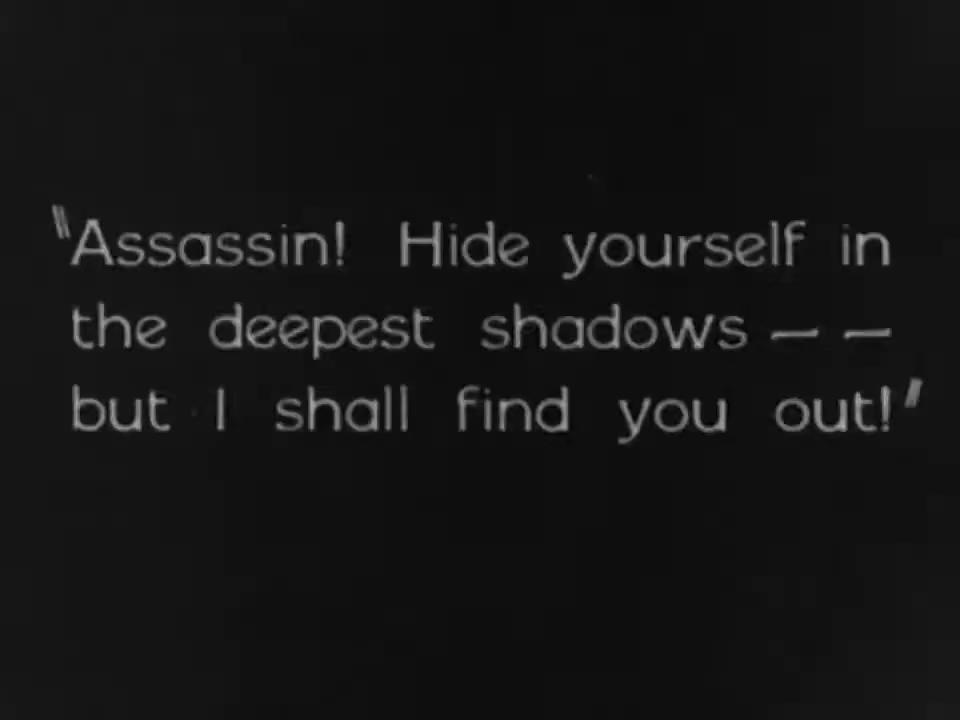 "Assassin! Hide yourself in
the deepest shadows — —
but I shall find you out!"